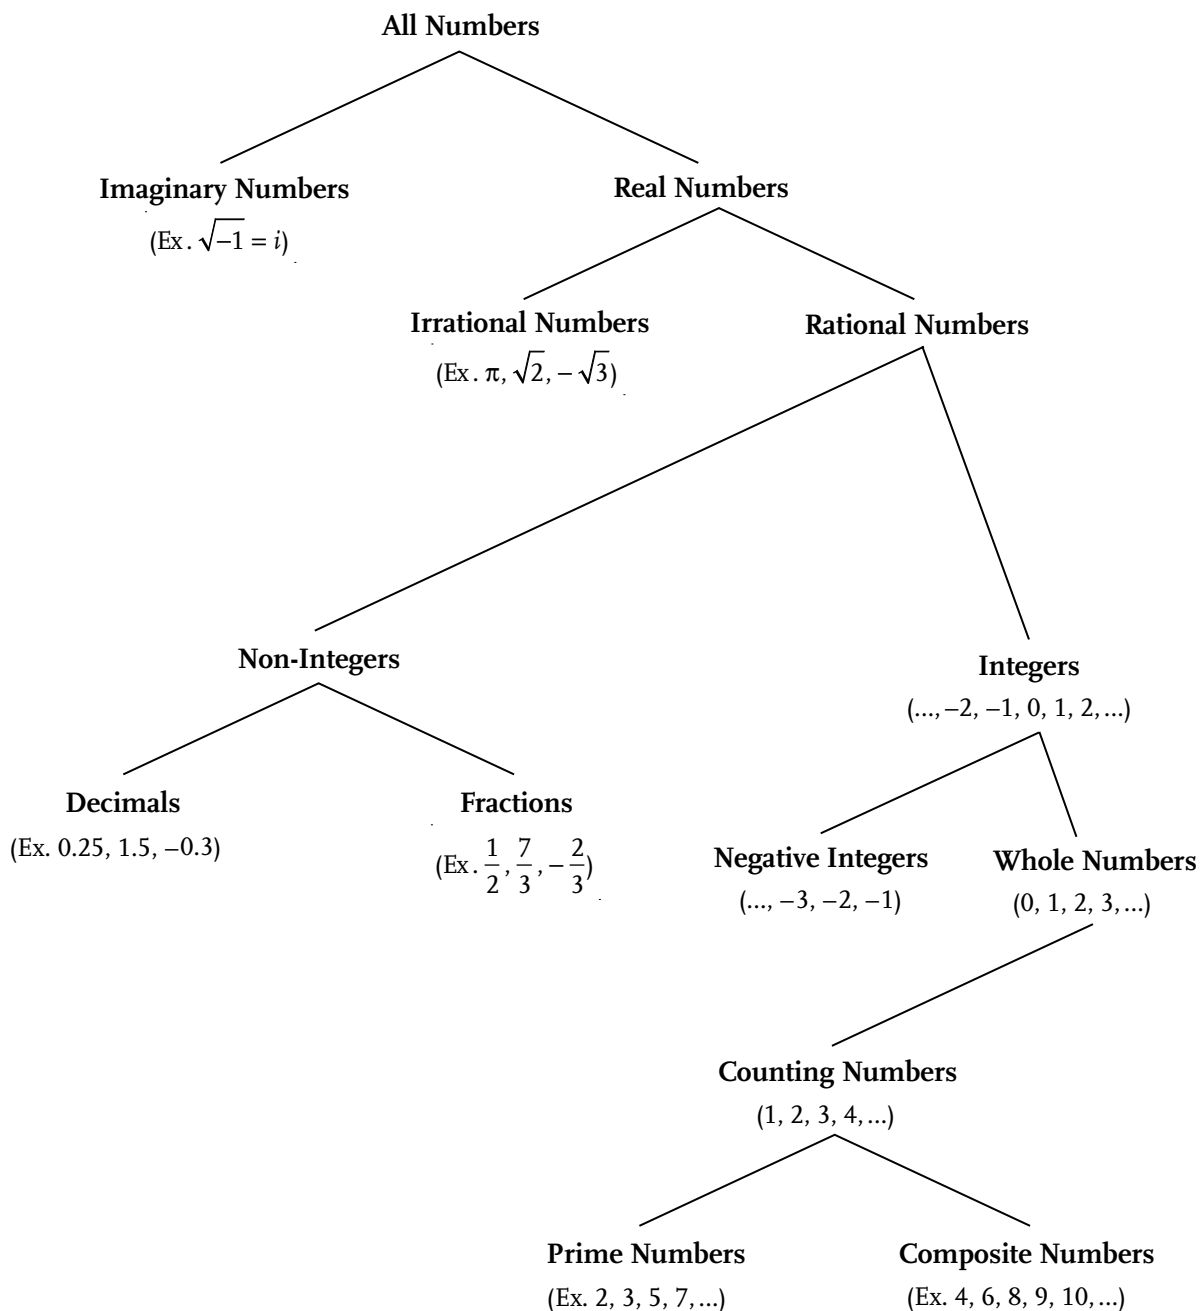 All Numbers
Imaginary Numbers
(Ex. √−1 = i)
Real Numbers
Irrational Numbers
(Ex. π, √2, −√3)
Rational Numbers
Non-Integers
Integers
(..., −2, −1, 0, 1, 2, ...)
Decimals
(Ex. 0.25, 1.5, −0.3)
Fractions
(Ex. 1/2, 7/3, −2/3)
Negative Integers
(..., −3, −2, −1)
Whole Numbers
(0, 1, 2, 3, ...)
Counting Numbers
(1, 2, 3, 4, ...)
Prime Numbers
(Ex. 2, 3, 5, 7, ...)
Composite Numbers
(Ex. 4, 6, 8, 9, 10, ...)